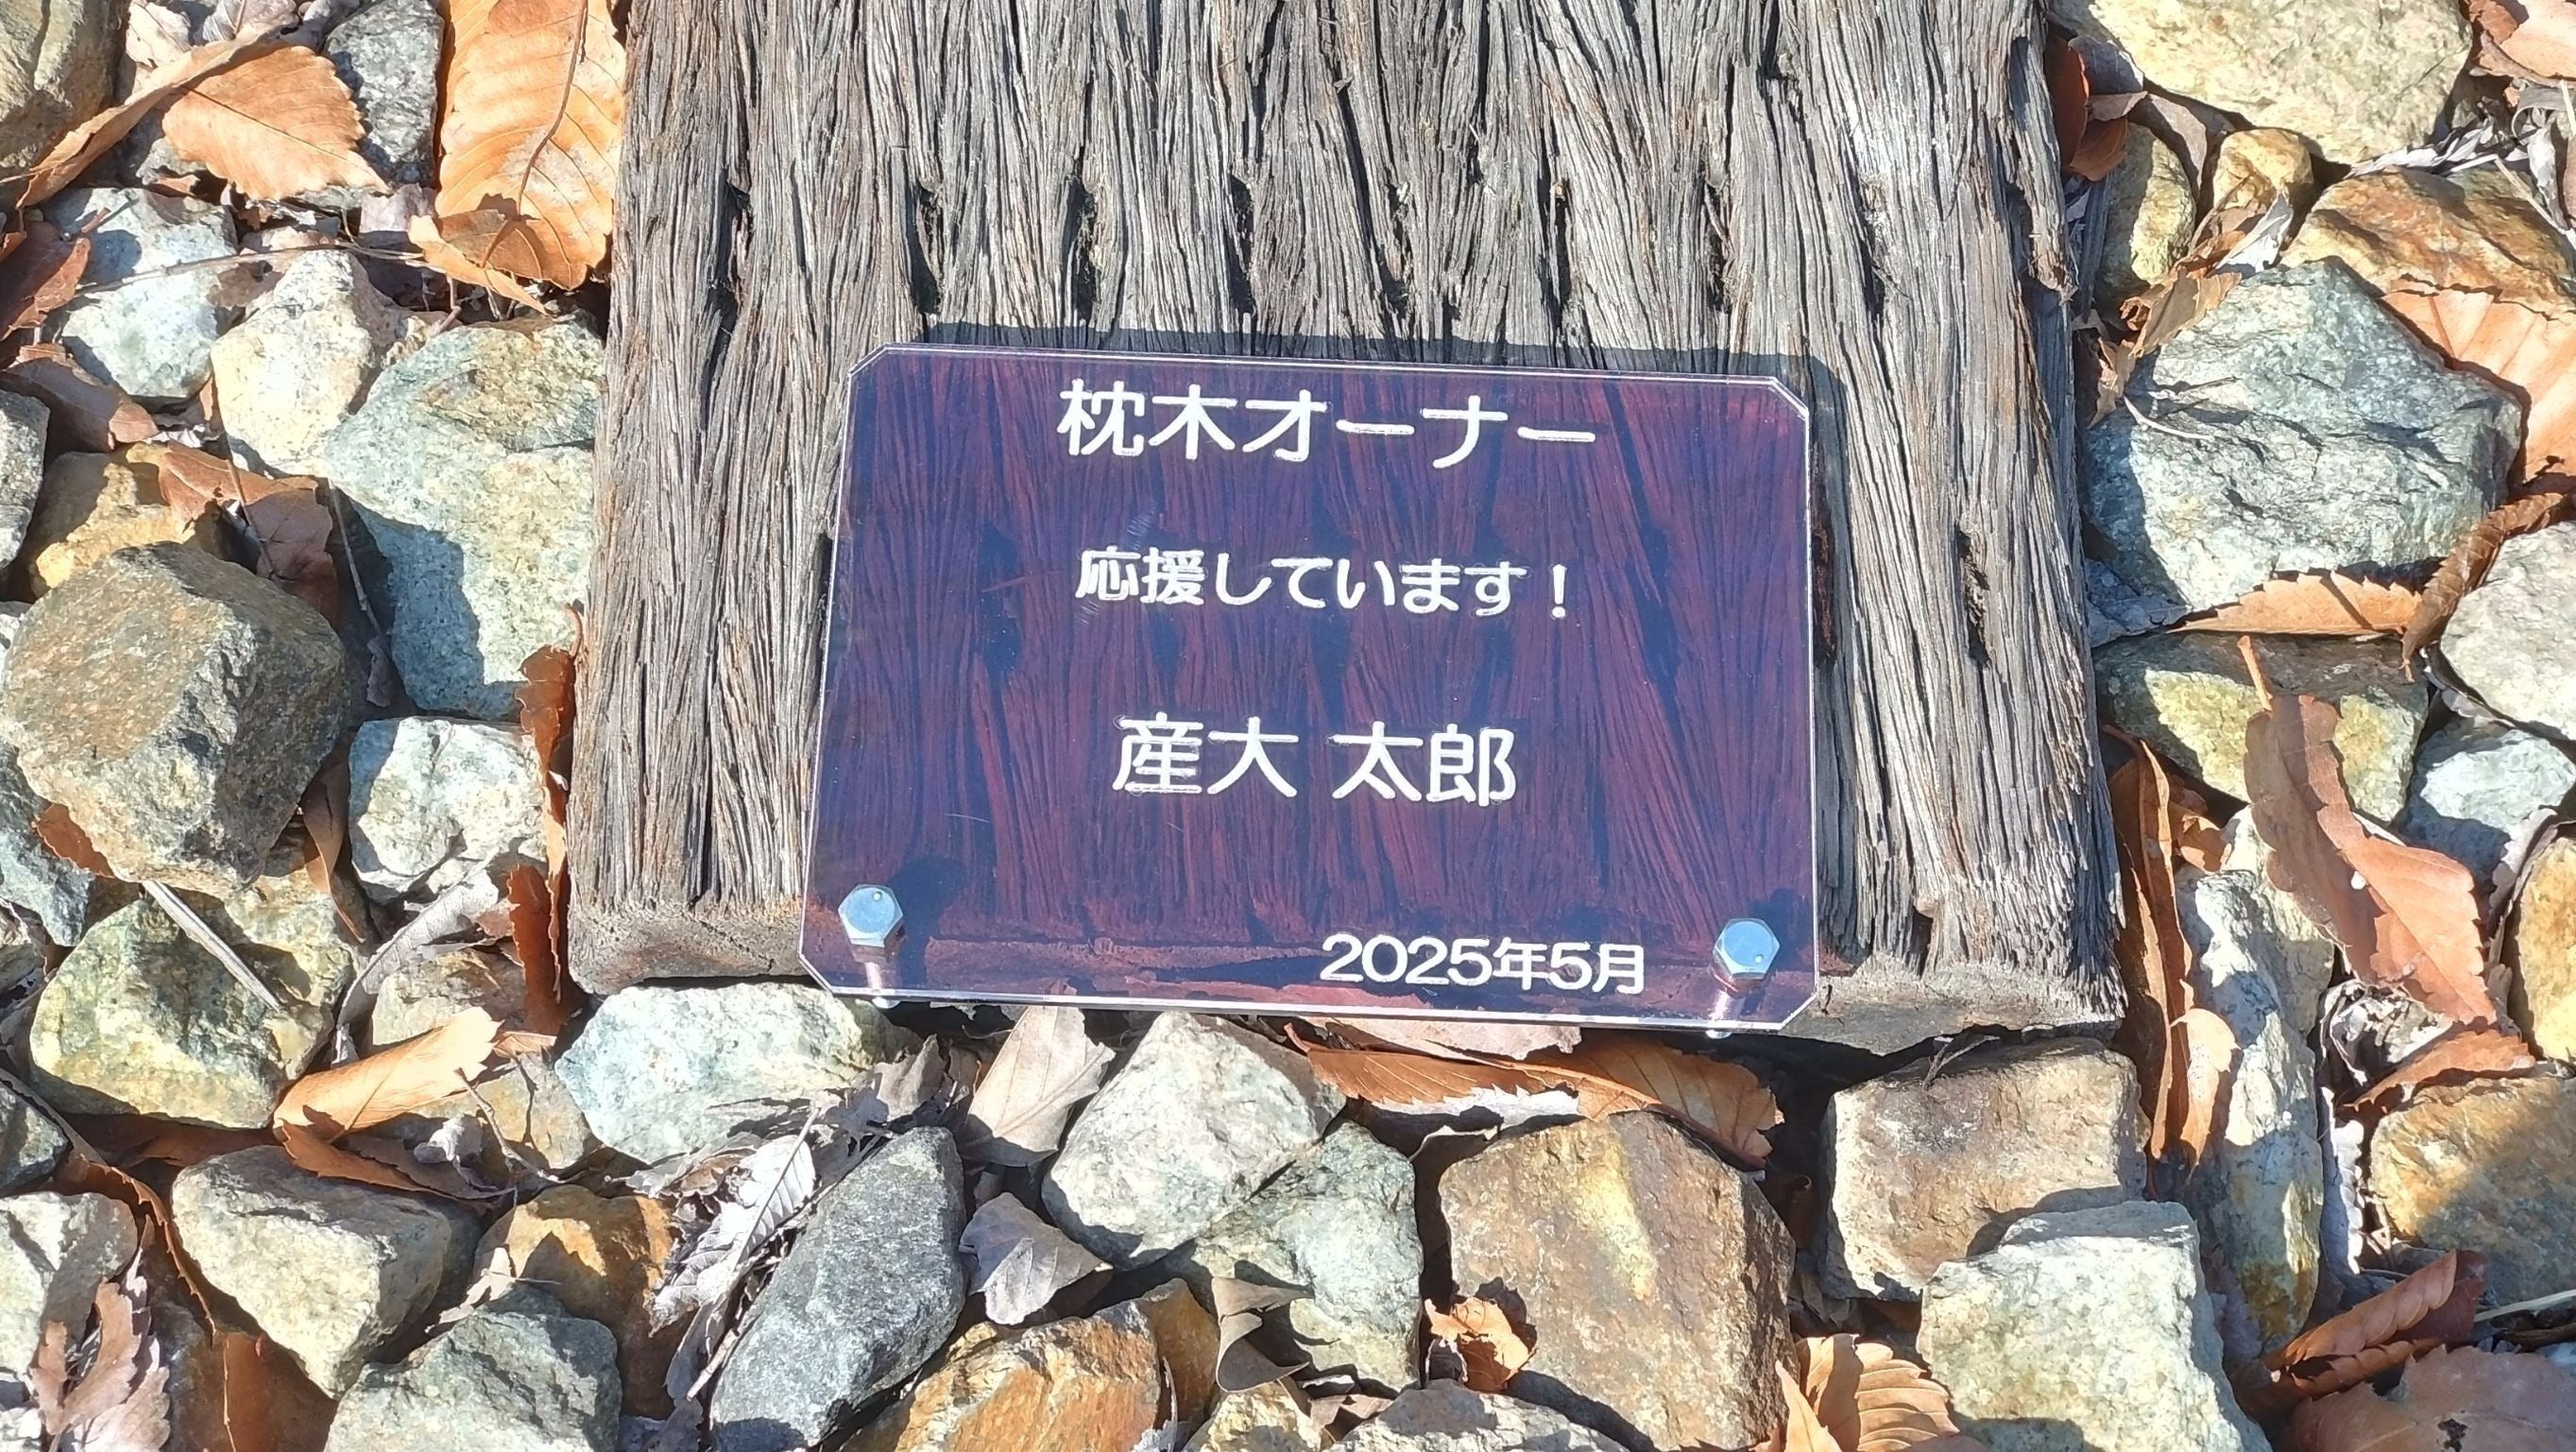 枕木オーナー
応援しています！
産大 太郎
2025年5月